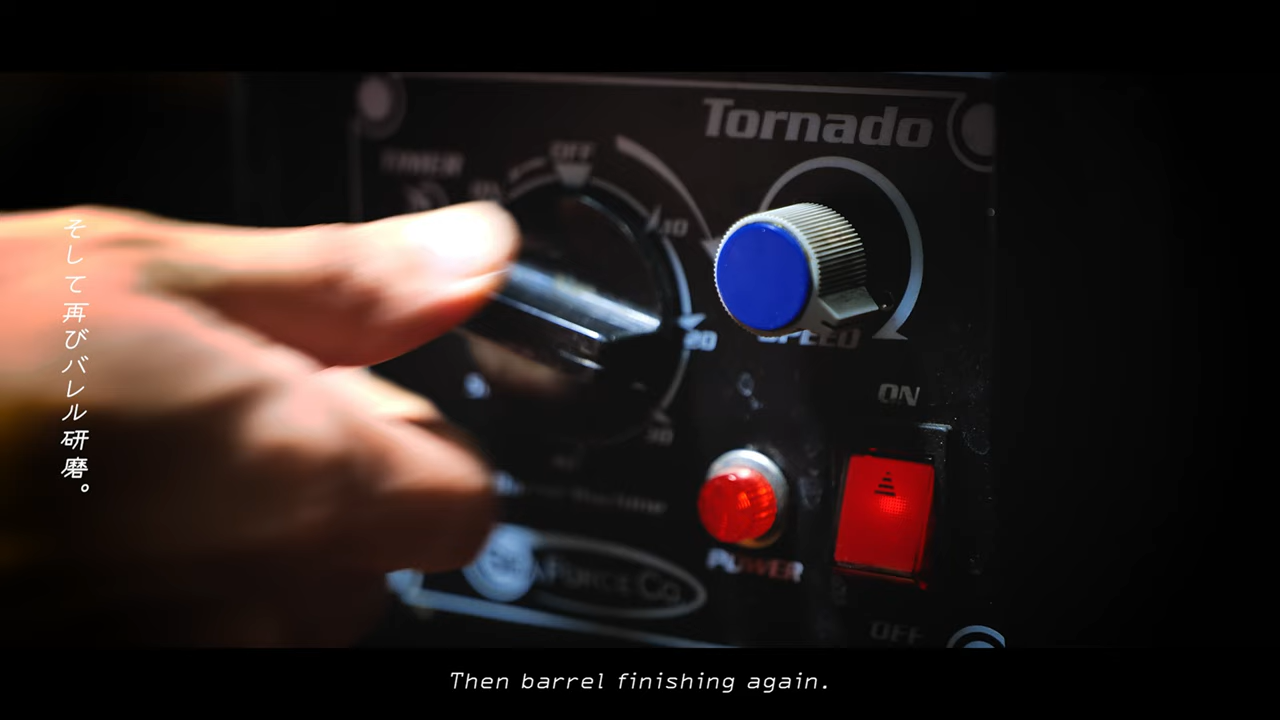 Tornado
OFF
10
20
30
SPEED
ON
POWER
OFF
そして再びバレル研磨。
Then barrel finishing again.